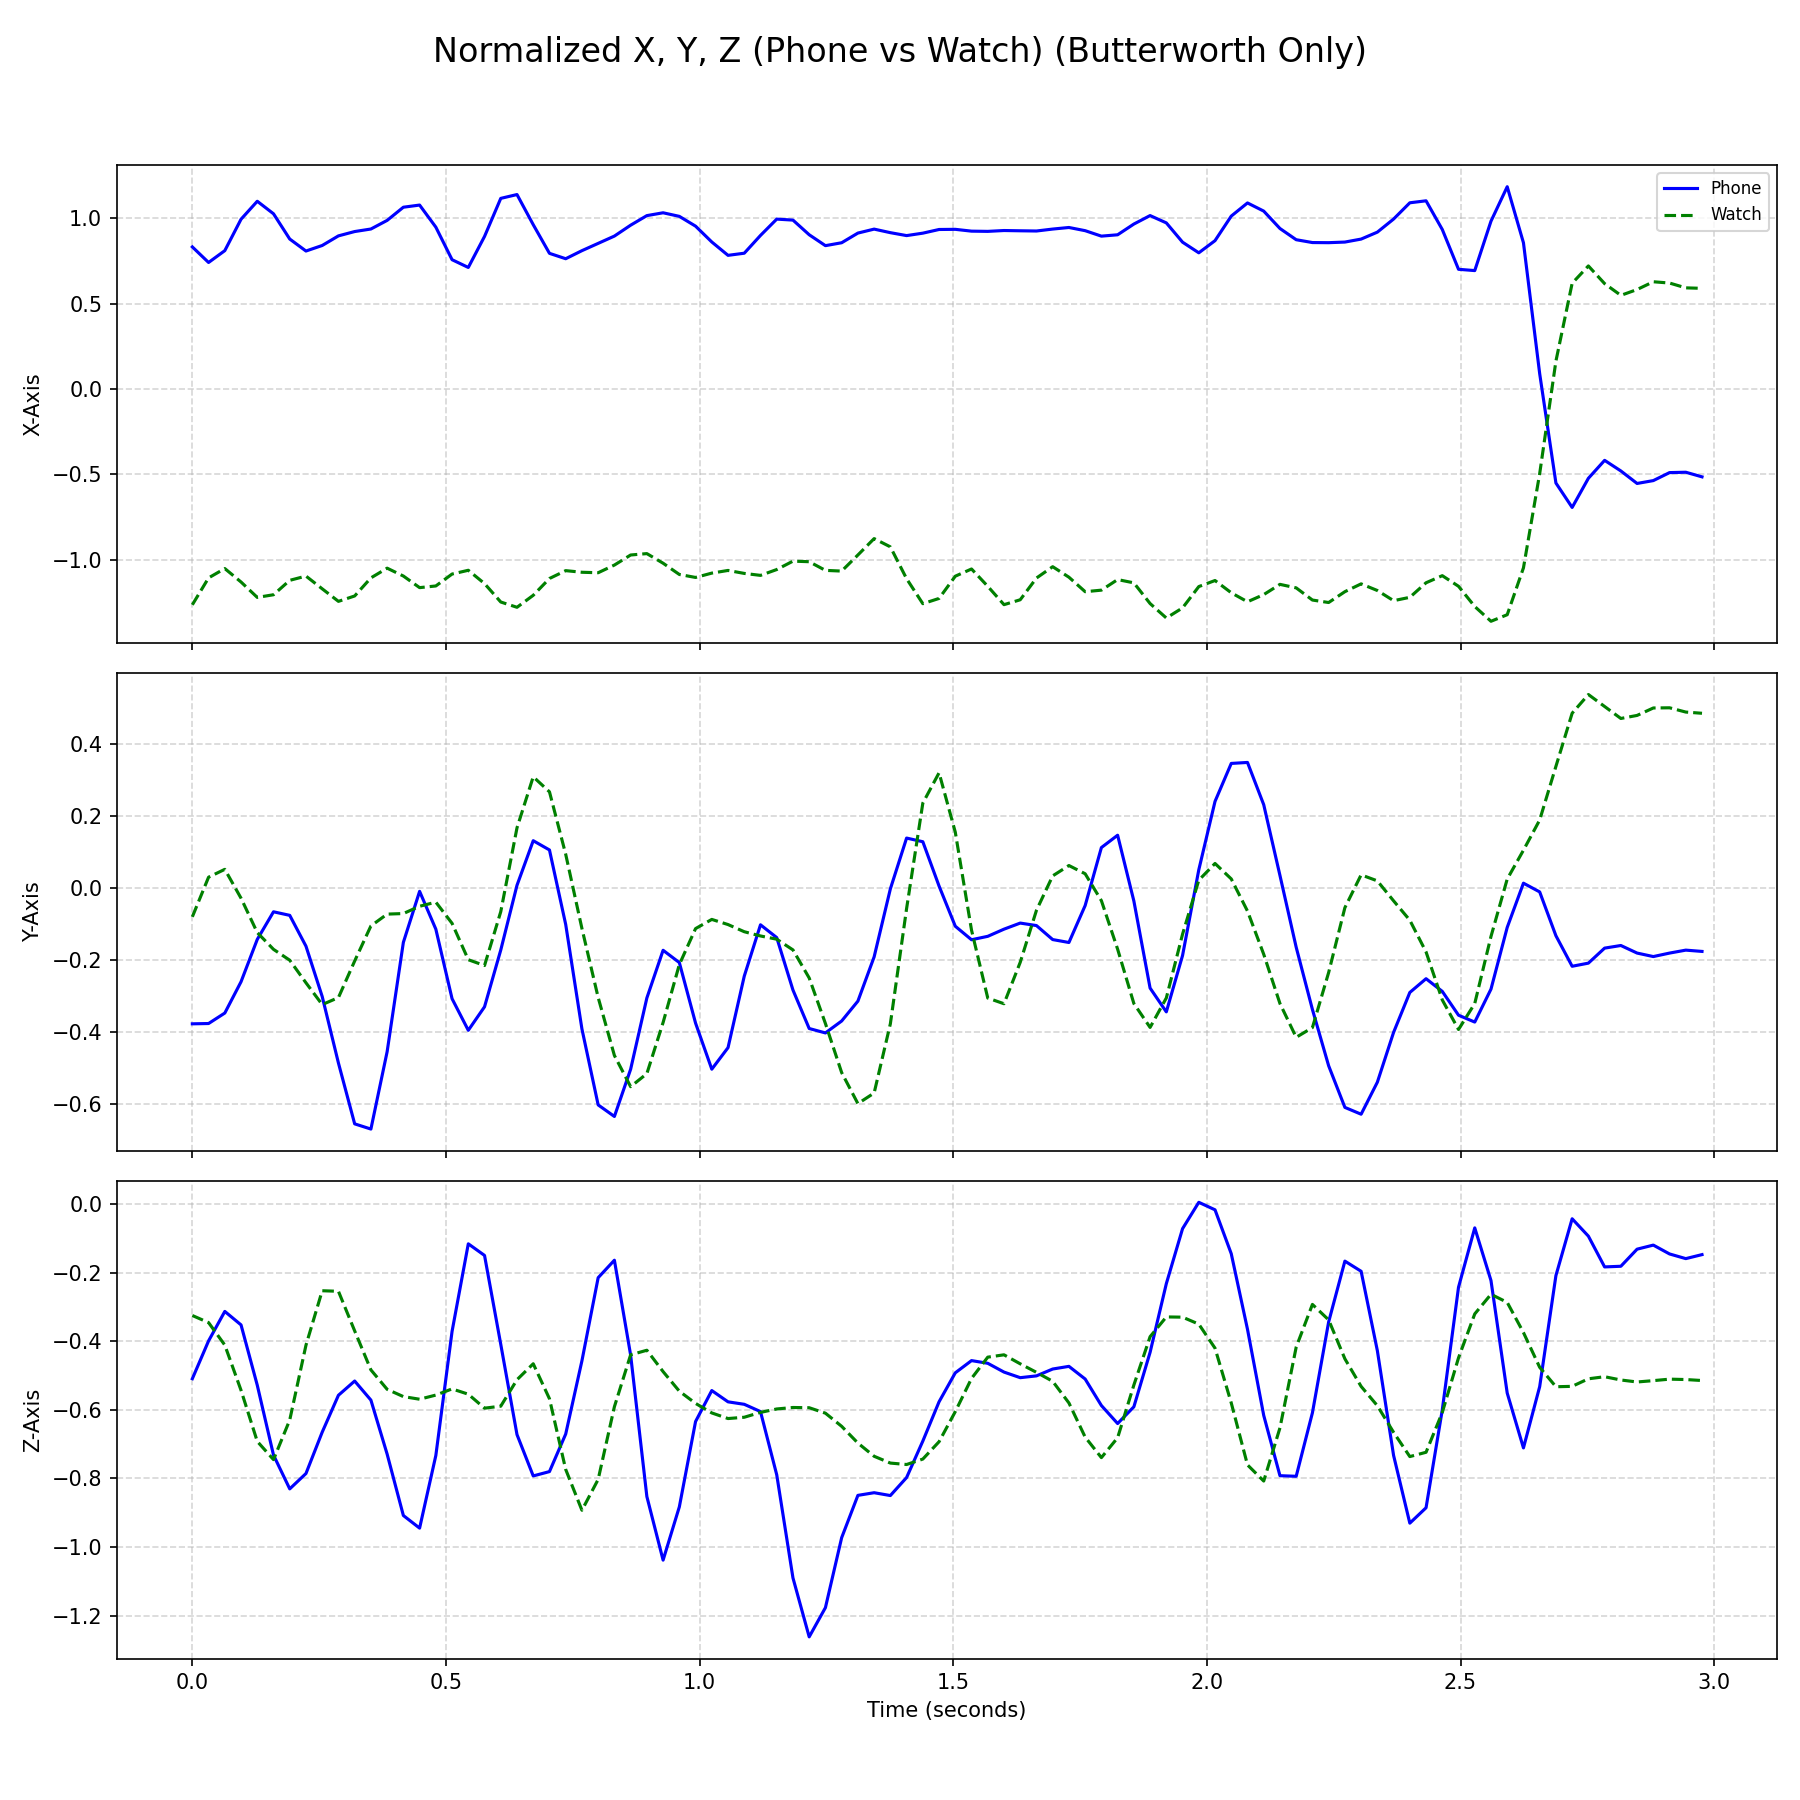 Normalized X, Y, Z (Phone vs Watch) (Butterworth Only)
Phone
Watch
1.0
0.5
0.0
−0.5
−1.0
X-Axis
0.4
0.2
0.0
−0.2
−0.4
−0.6
Y-Axis
0.0
−0.2
−0.4
−0.6
−0.8
−1.0
−1.2
Z-Axis
0.0 0.5 1.0 1.5 2.0 2.5 3.0
Time (seconds)